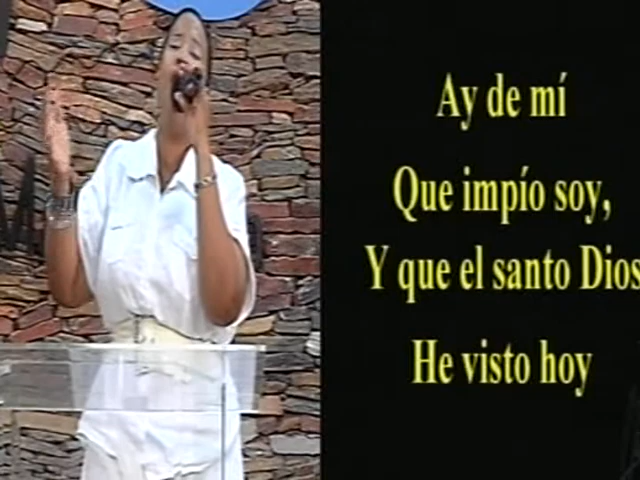 Ay de mí
Que impío soy,
Y que el santo Dios
He visto hoy